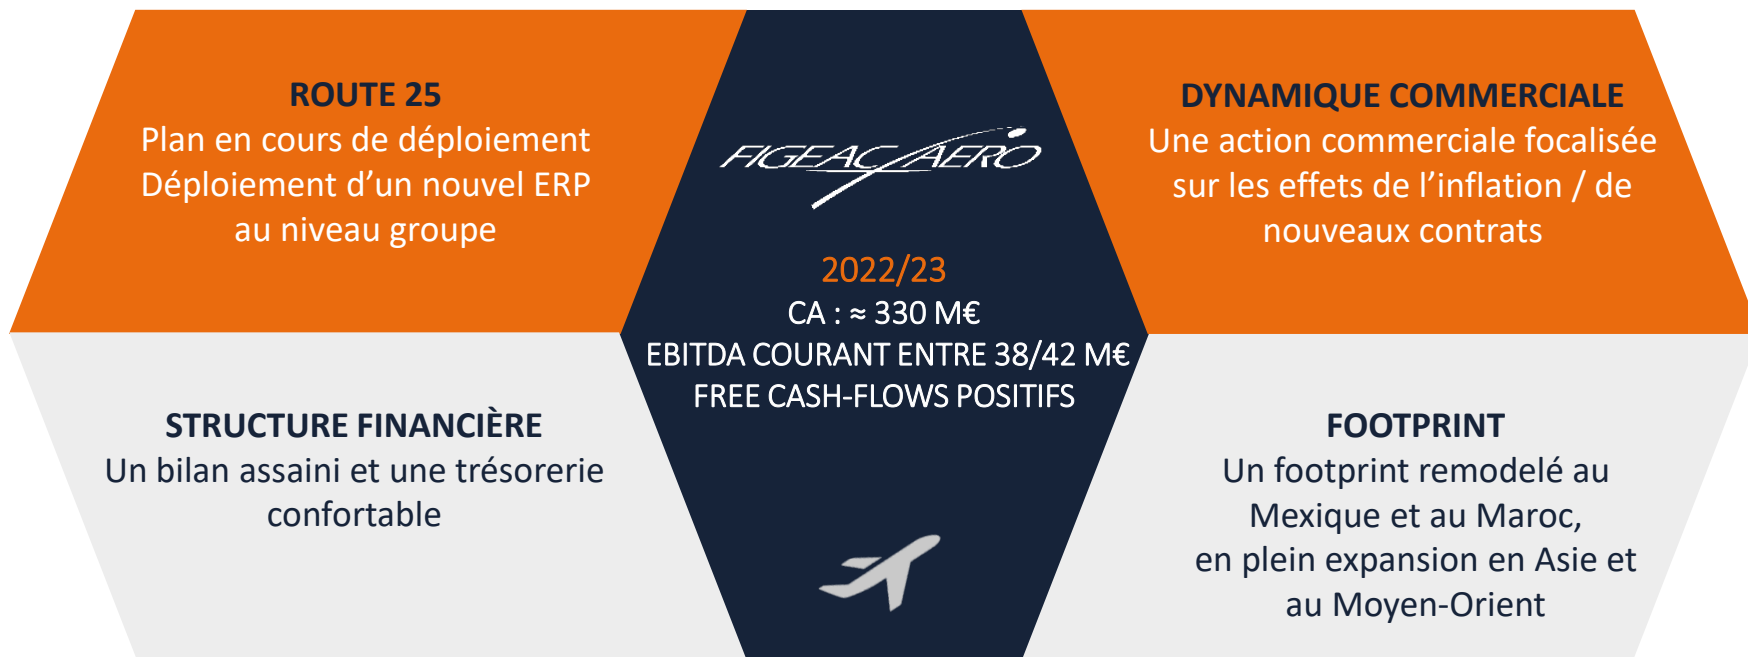 ROUTE 25
Plan en cours de déploiement
Déploiement d’un nouvel ERP
au niveau groupe
FIGEAC AERO
2022/23
CA : ≈ 330 M€
EBITDA COURANT ENTRE 38/42 M€
FREE CASH-FLOWS POSITIFS
DYNAMIQUE COMMERCIALE
Une action commerciale focalisée
sur les effets de l’inflation / de
nouveaux contrats
STRUCTURE FINANCIÈRE
Un bilan assaini et une trésorerie
confortable
FOOTPRINT
Un footprint remodelé au
Mexique et au Maroc,
en plein expansion en Asie et
au Moyen-Orient